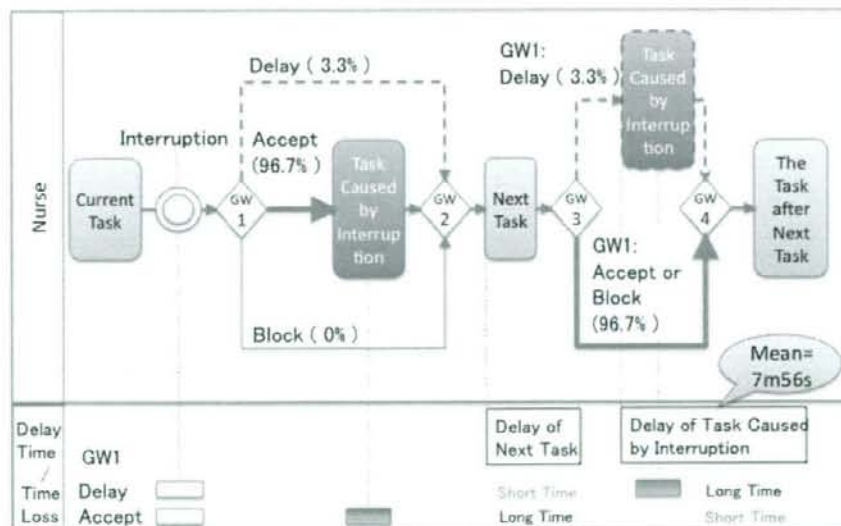 Nurse
Current
Task
Interruption
GW
1
Delay ( 3.3%)
Accept
(96.7%)
Task
Caused
by
Interrup
tion
Block ( 0%)
GW
2
Next
Task
GW
3
GW1:
Delay ( 3.3%)
Task
Caused
by
Interrup
tion
GW1:
Accept or
Block
(96.7%)
GW
4
The
Task
after
Next
Task
Mean=
7m56s
Delay
Time
/
Time
Loss
GW1
Delay
Accept
Delay of
Next Task
Short Time
Long Time
Delay of Task Caused
by Interruption
Long Time
Short Time